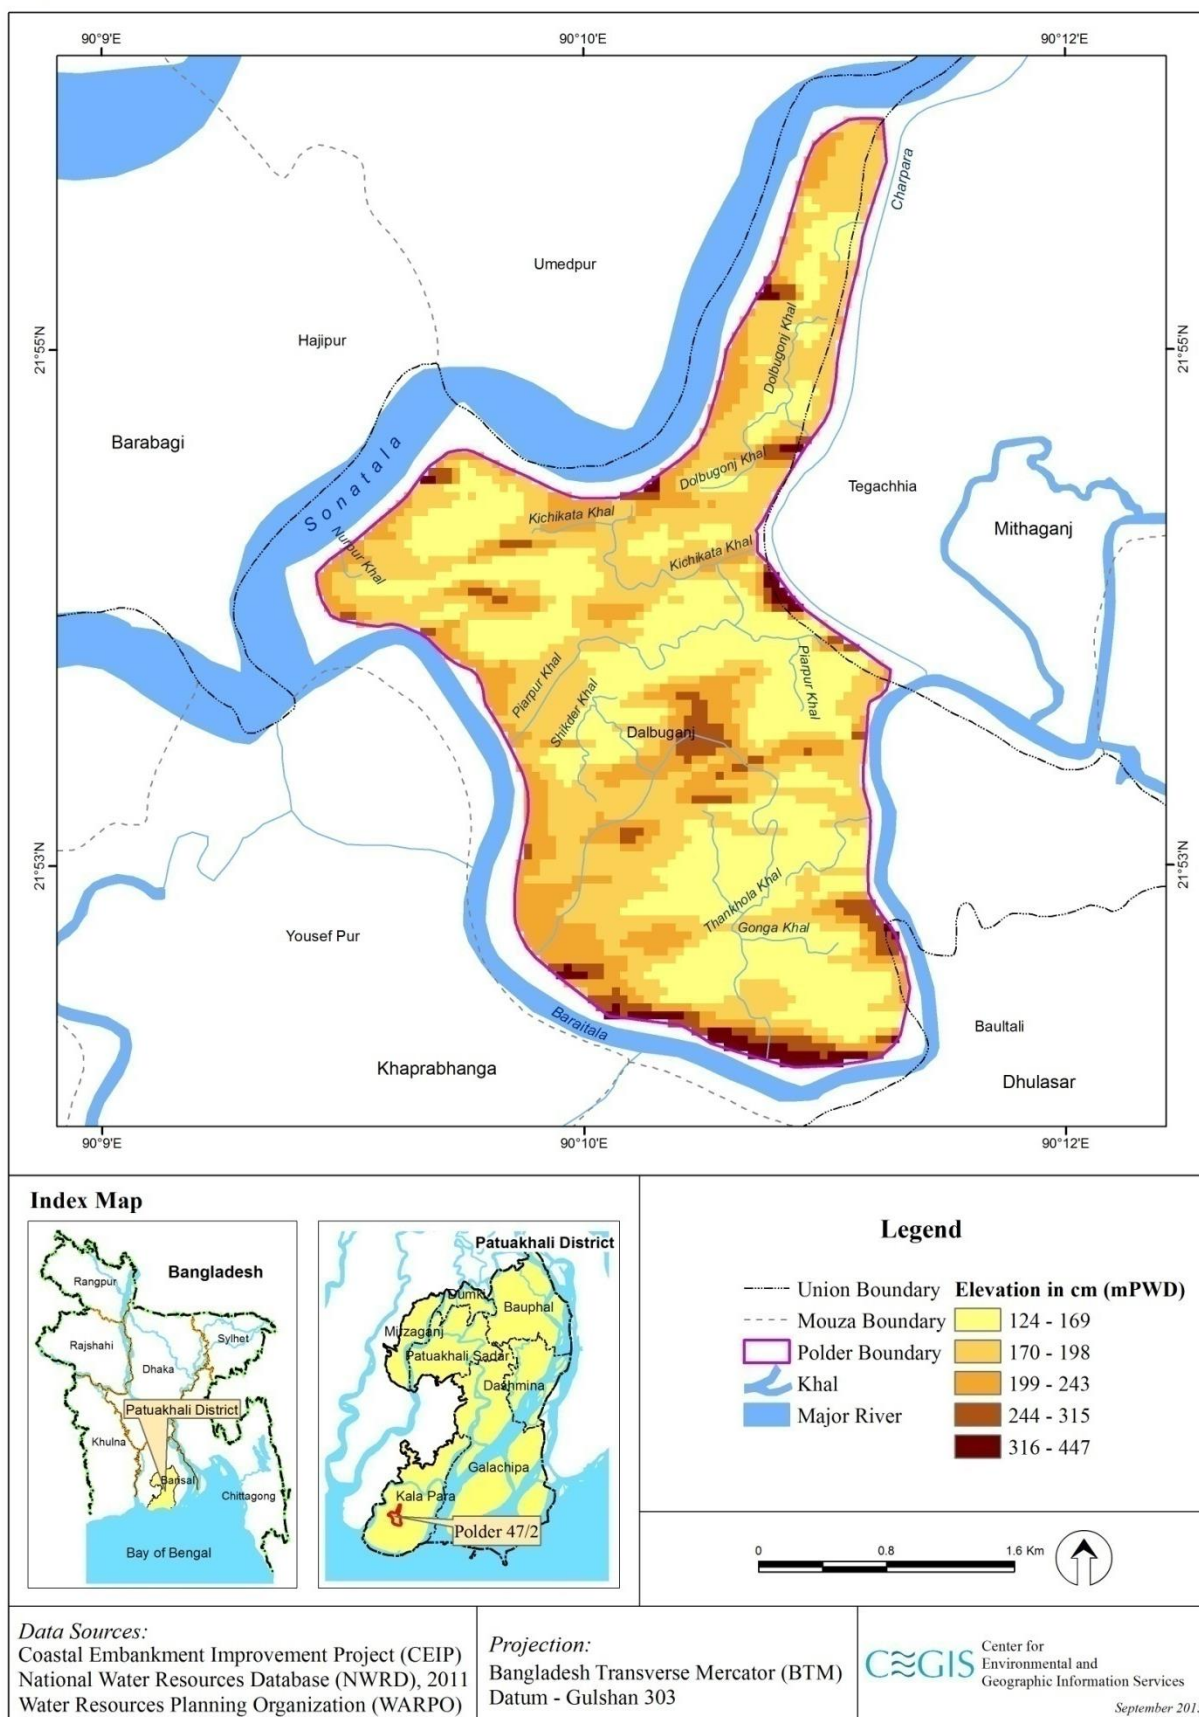 90°9'E
90°10'E
90°12'E
Charpara
Umedpur
21°55'N
21°55'N
Hajipur
Dolbugonj Khal
Barabagi
Sonatala
Dolbugonj Khal
Tegachhia
Kichikata Khal
Mithaganj
Nurpur Khal
Kichikata Khal
Piarpur Khal
Piarpur Khal
Shikder Khal
Dalbuganj
21°53'N
21°53'N
Thankhola Khal
Gonga Khal
Yousef Pur
Baraitala
Baultali
Khaprabhanga
Dhulasar
90°9'E
90°10'E
90°12'E
Index Map
Bangladesh
Rangpur
Rajshahi
Sylhet
Dhaka
Patuakhali District
Khulna
Barisal
Chittagong
Bay of Bengal
Patuakhali District
Dumki
Bauphal
Mirzaganj
Patuakhali Sadar
Dashmina
Galachipa
Kala Para
Polder 47/2
Legend
Union Boundary
Mouza Boundary
Polder Boundary
Khal
Major River
Elevation in cm (mPWD)
124 - 169
170 - 198
199 - 243
244 - 315
316 - 447
0 0.8 1.6 Km
Data Sources:
Coastal Embankment Improvement Project (CEIP)
National Water Resources Database (NWRD), 2011
Water Resources Planning Organization (WARPO)
Projection:
Bangladesh Transverse Mercator (BTM)
Datum - Gulshan 303
CEGIS
Center for
Environmental and
Geographic Information Services
September